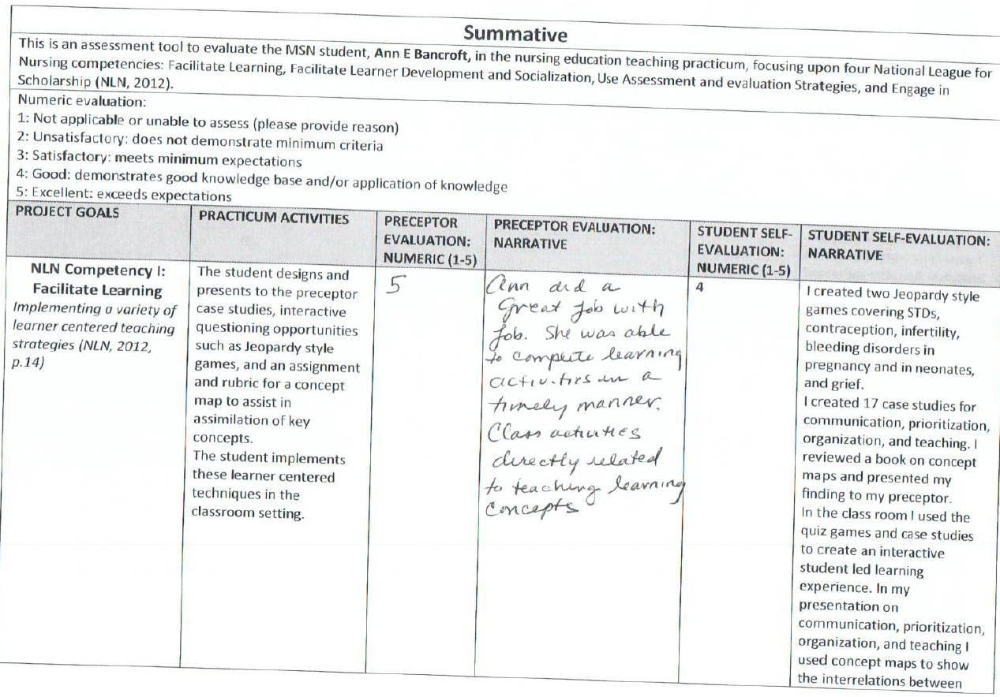 Summative
This is an assessment tool to evaluate the MSN student, Ann E Bancroft, in the nursing education teaching practicum, focusing upon four National League for
Nursing competencies: Facilitate Learning, Facilitate Learner Development and Socialization, Use Assessment and evaluation Strategies, and Engage in
Scholarship (NLN, 2012).
Numeric evaluation:
1: Not applicable or unable to assess (please provide reason)
2: Unsatisfactory: does not demonstrate minimum criteria
3: Satisfactory: meets minimum expectations
4: Good: demonstrates good knowledge base and/or application of knowledge
5: Excellent: exceeds expectations
PROJECT GOALS
PRACTICUM ACTIVITIES
PRECEPTOR
EVALUATION:
NUMERIC (1-5)
PRECEPTOR EVALUATION:
NARRATIVE
STUDENT SELF-
EVALUATION:
NUMERIC (1-5)
STUDENT SELF-EVALUATION:
NARRATIVE
NLN Competency I:
Facilitate Learning
Implementing a variety of
learner centered teaching
strategies (NLN, 2012,
p.14)
The student designs and
presents to the preceptor
case studies, interactive
questioning opportunities
such as Jeopardy style
games, and an assignment
and rubric for a concept
map to assist in
assimilation of key
concepts.
The student implements
these learner centered
techniques in the
classroom setting.
5
Ann did a
Great job with
job. She was able
to complete learning
activities in a
timely manner.
Class activities
directly related
to teaching learning
Concepts
4
I created two Jeopardy style
games covering STDs,
contraception, infertility,
bleeding disorders in
pregnancy and in neonates,
and grief.
I created 17 case studies for
communication, prioritization,
organization, and teaching. I
reviewed a book on concept
maps and presented my
finding to my preceptor.
In the class room I used the
quiz games and case studies
to create an interactive
student led learning
experience. In my
presentation on
communication, prioritization,
organization, and teaching I
used concept maps to show
the interrelations between